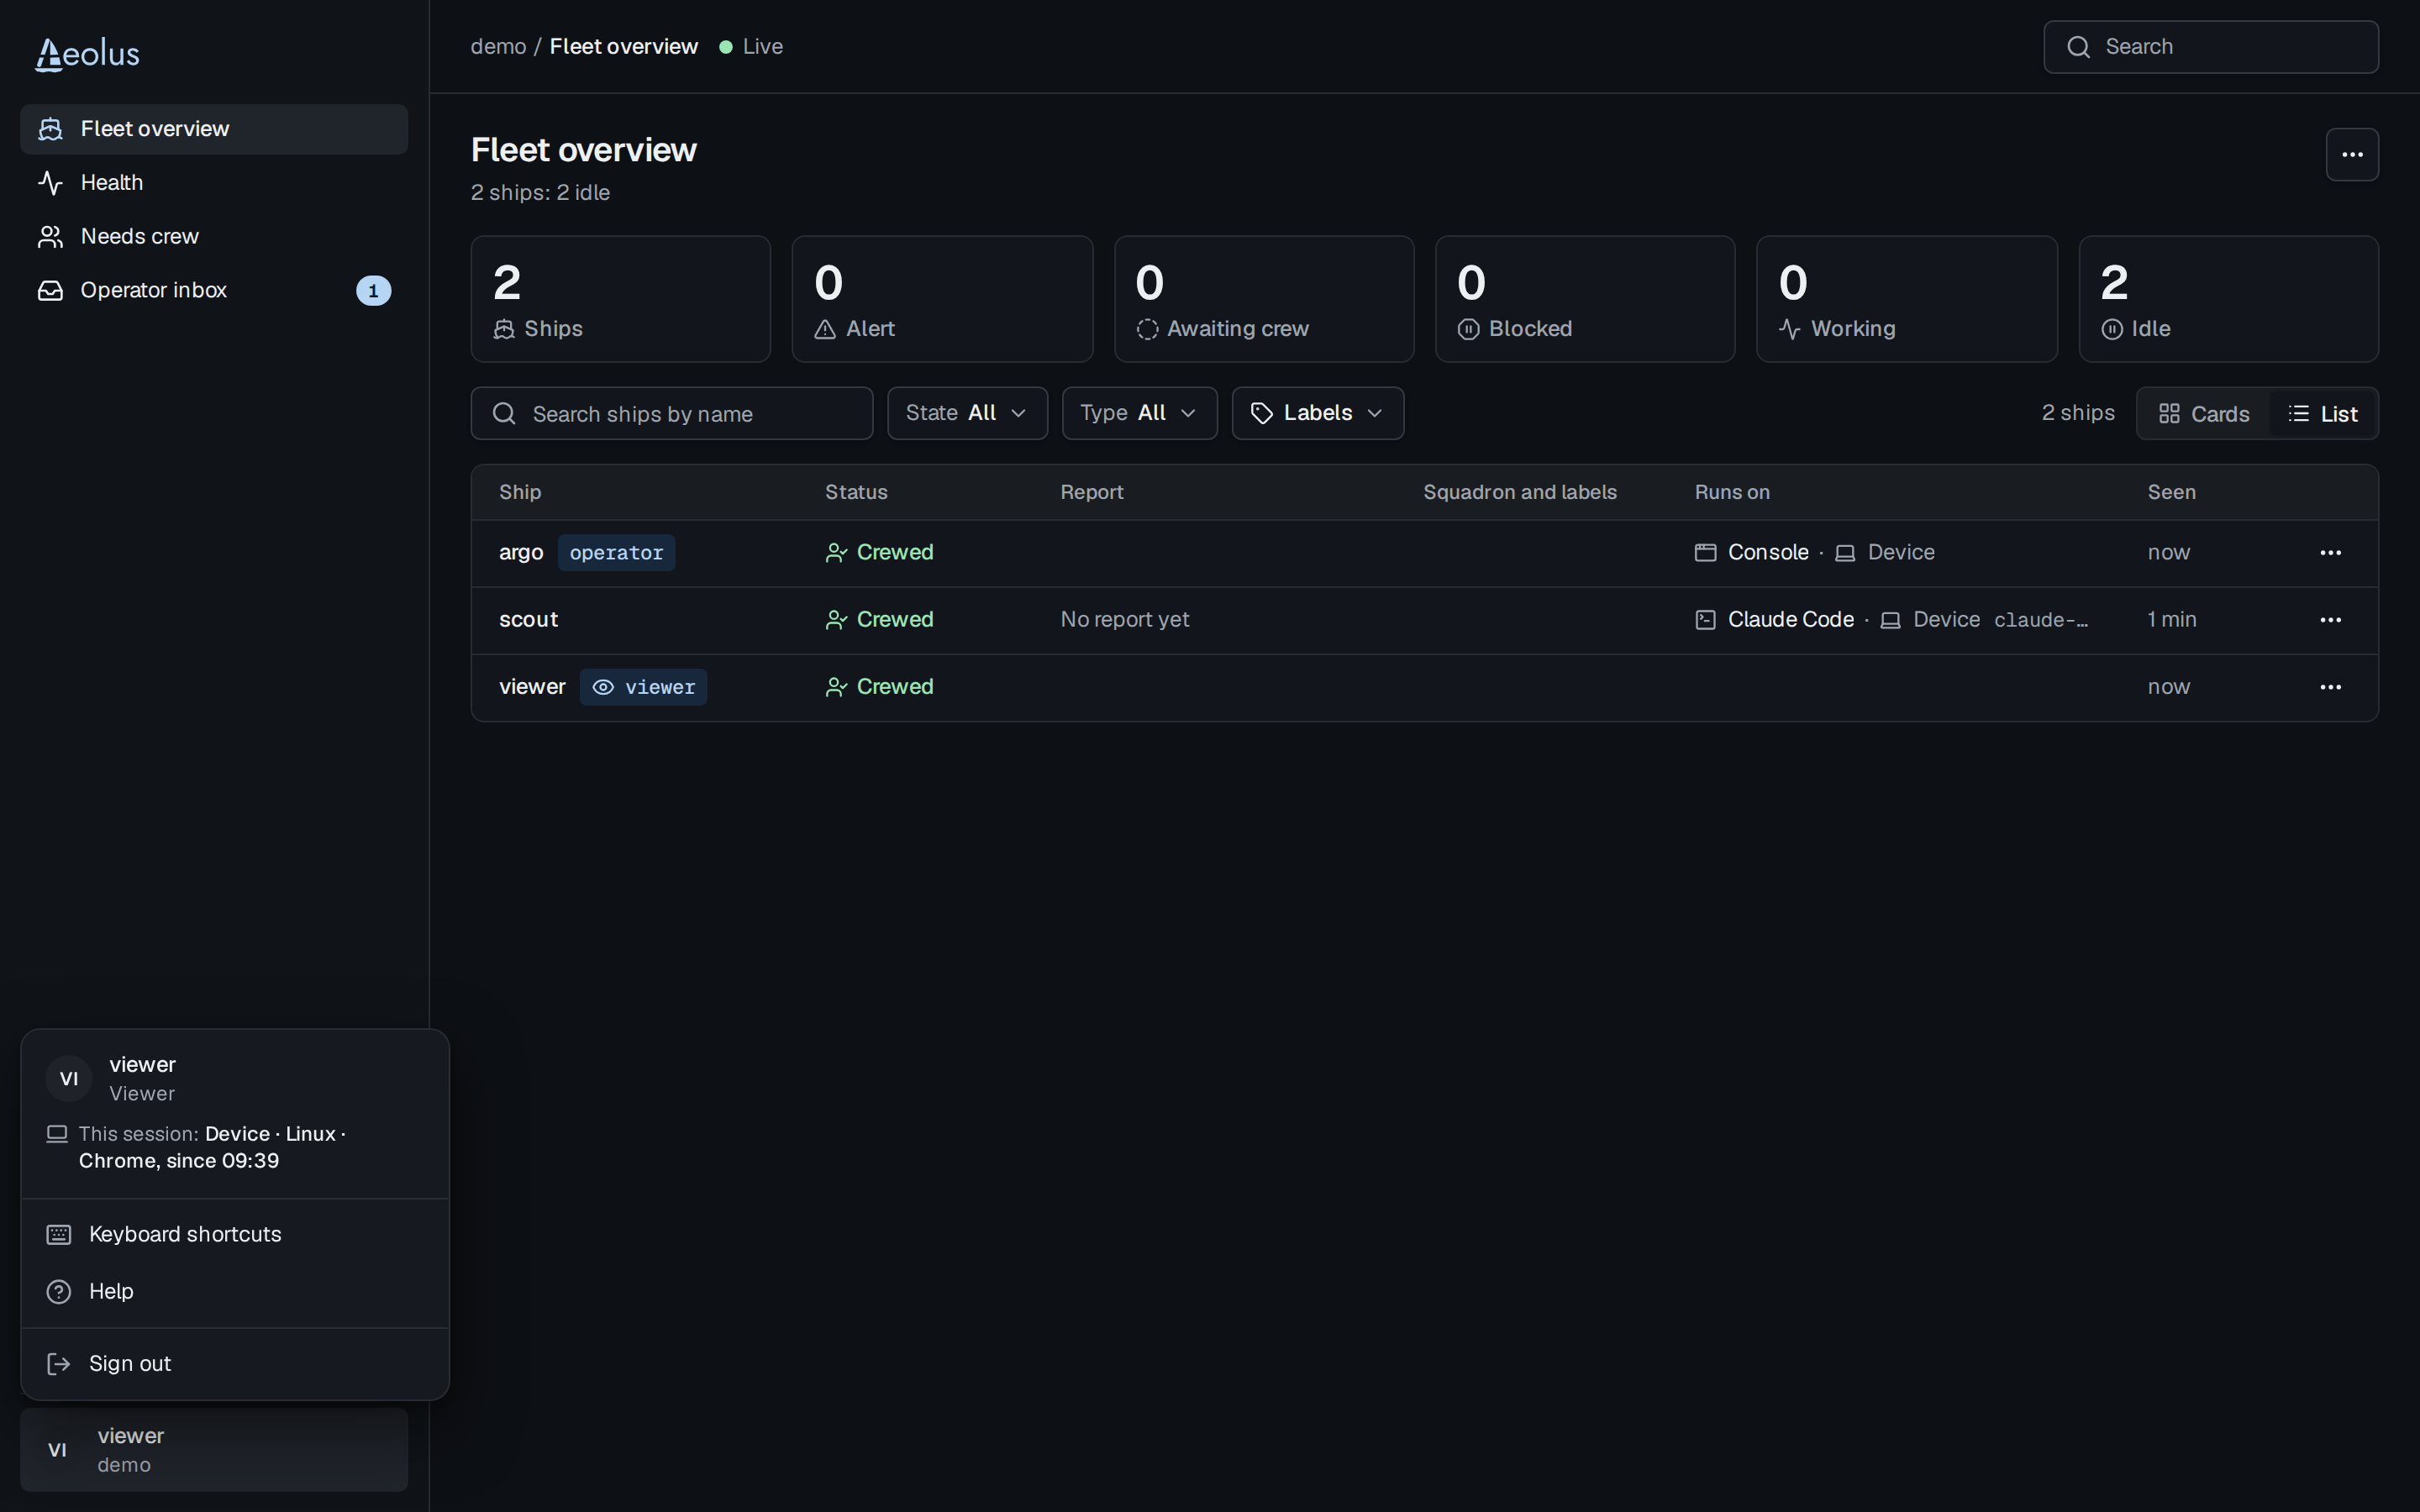 Aeolus
demo / Fleet overview Live
Search
Fleet overview
Health
Needs crew
Operator inbox 1
Fleet overview
2 ships: 2 idle
2 Ships
0 Alert
0 Awaiting crew
0 Blocked
0 Working
2 Idle
Search ships by name State All Type All Labels 2 ships Cards List
Ship Status Report Squadron and labels Runs on Seen
argo operator Crewed Console · Device now
scout Crewed No report yet Claude Code · Device claude-… 1 min
viewer viewer Crewed now
VI viewer
Viewer
This session: Device · Linux ·
Chrome, since 09:39
Keyboard shortcuts
Help
Sign out
VI viewer
demo